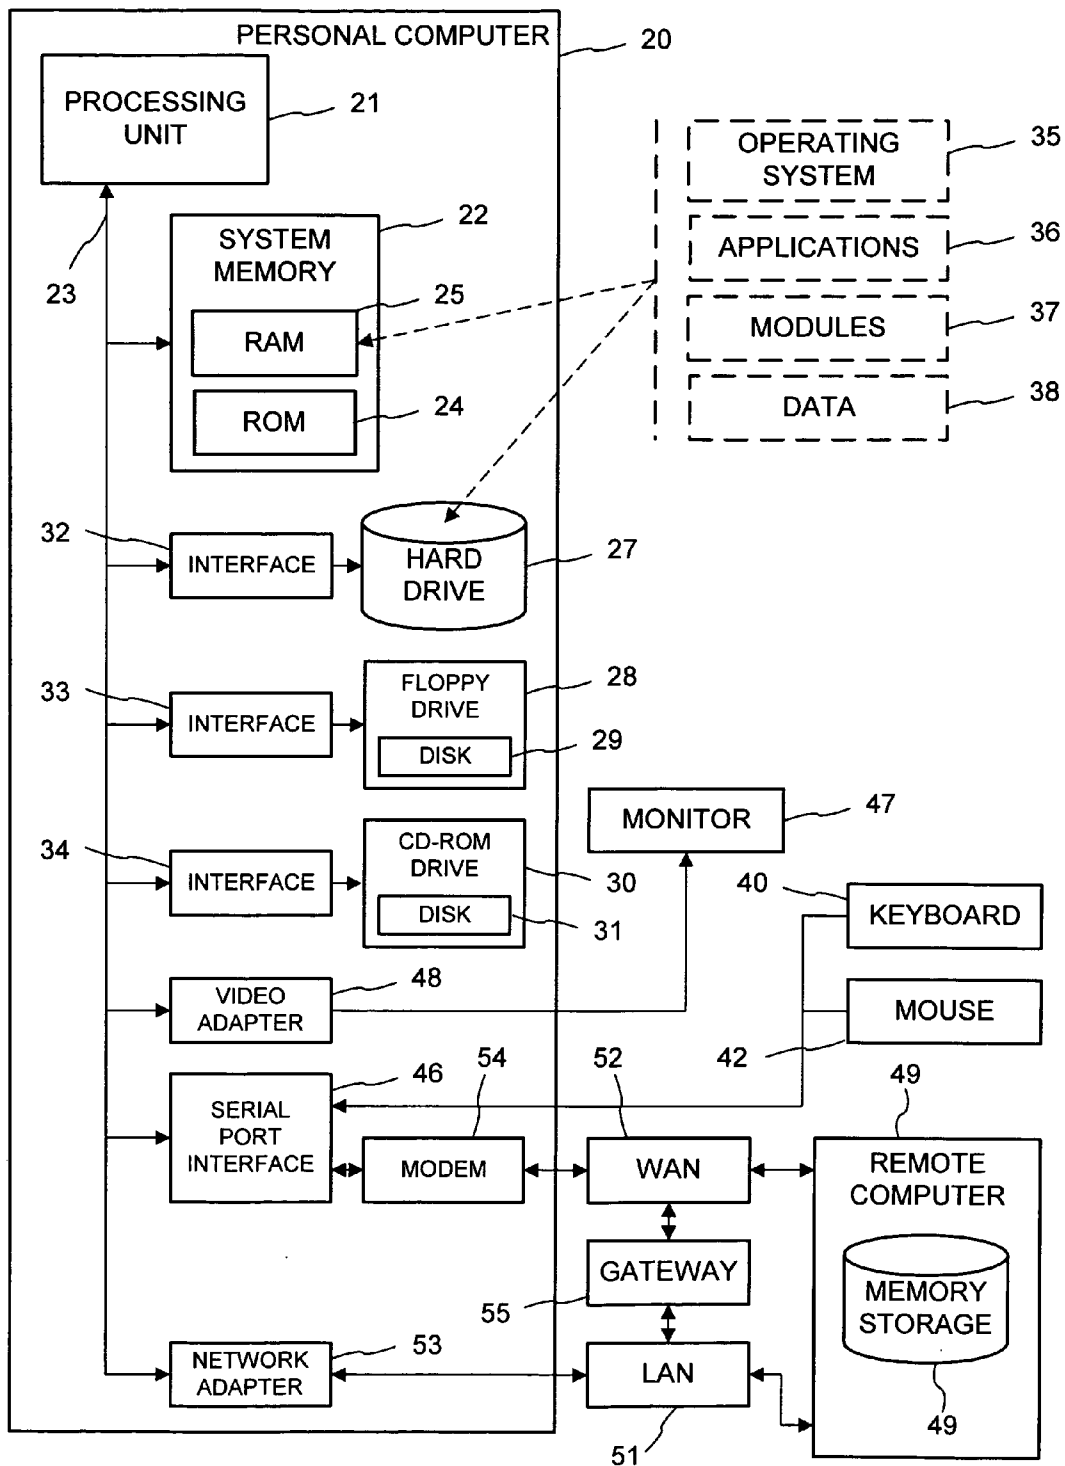 PERSONAL COMPUTER
20
PROCESSING
UNIT
21
35
OPERATING
SYSTEM
23
22
SYSTEM
MEMORY
36
APPLICATIONS
25
RAM
37
MODULES
24
ROM
38
DATA
32
INTERFACE
HARD
DRIVE
27
33
INTERFACE
FLOPPY
DRIVE
28
DISK
29
MONITOR
47
34
INTERFACE
CD-ROM
DRIVE
30
DISK
31
40
KEYBOARD
VIDEO
ADAPTER
48
MOUSE
42
46
SERIAL
PORT
INTERFACE
54
MODEM
52
WAN
49
REMOTE
COMPUTER
GATEWAY
55
MEMORY
STORAGE
49
53
NETWORK
ADAPTER
LAN
51